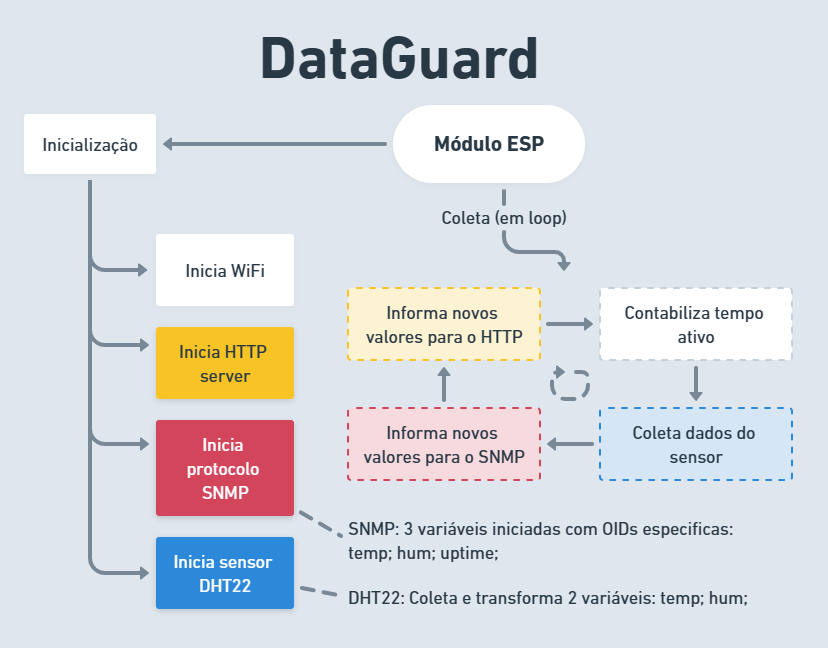 DataGuard
Inicialização
Módulo ESP
Coleta (em loop)
Inicia WiFi
Inicia HTTP
server
Inicia
protocolo
SNMP
Inicia sensor
DHT22
Informa novos
valores para o HTTP
Contabiliza tempo
ativo
Informa novos
valores para o SNMP
Coleta dados do
sensor
SNMP: 3 variáveis iniciadas com OIDs especificas:
temp; hum; uptime;
DHT22: Coleta e transforma 2 variáveis: temp; hum;